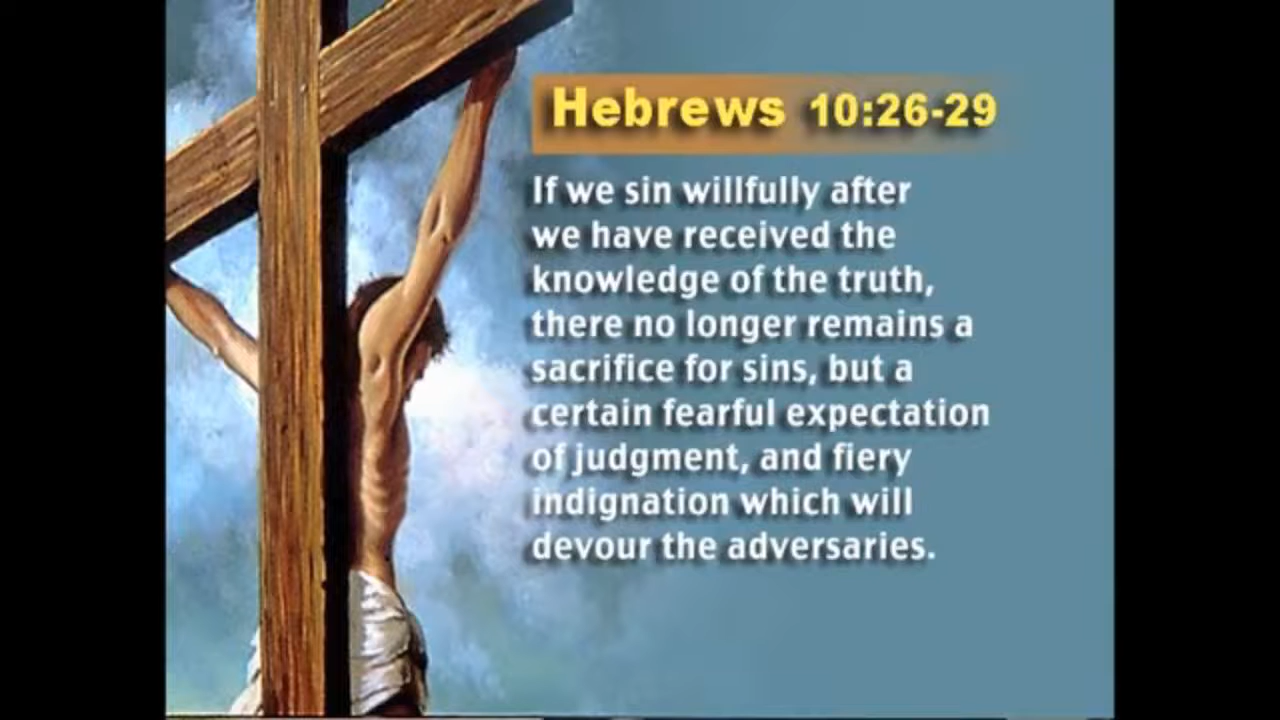 Hebrews 10:26-29
If we sin willfully after
we have received the
knowledge of the truth,
there no longer remains a
sacrifice for sins, but a
certain fearful expectation
of judgment, and fiery
indignation which will
devour the adversaries.